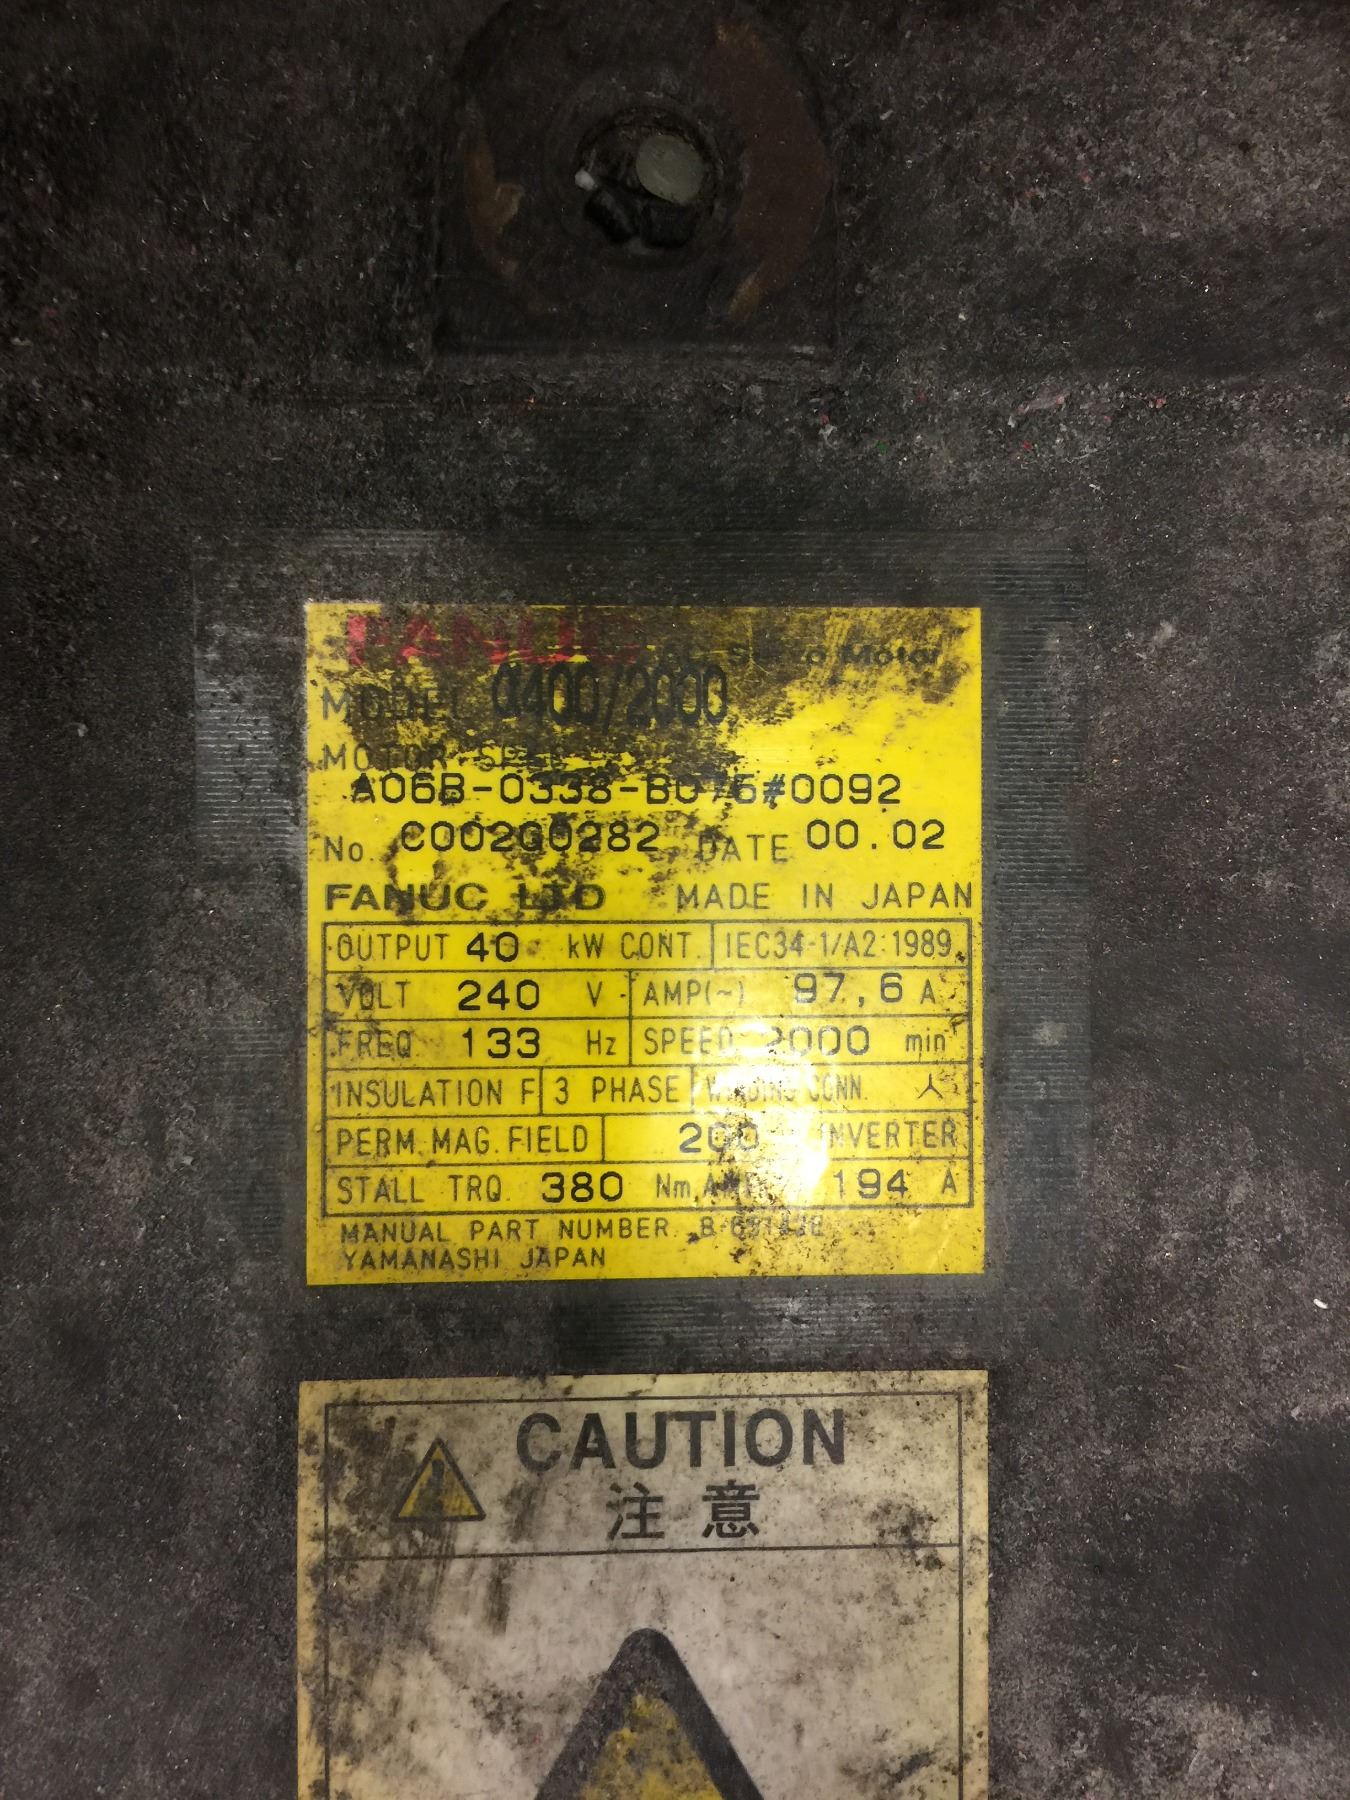 FANUC AC Servo Motor
MODEL α400/2000
MOTOR SPEC.
A06B-0338-B075#0092
No. C002G0282 DATE 00.02
FANUC LTD MADE IN JAPAN
OUTPUT 40 kW CONT. IEC34-1/A2:1989
VOLT 240 V AMP(~) 97,6 A
FREQ 133 Hz SPEED 2000 min
INSULATION F 3 PHASE WINDING CONN. 人
PERM. MAG. FIELD 200 V INVERTER
STALL TRQ. 380 Nm, 194 A
MANUAL PART NUMBER
YAMANASHI JAPAN
CAUTION
注意